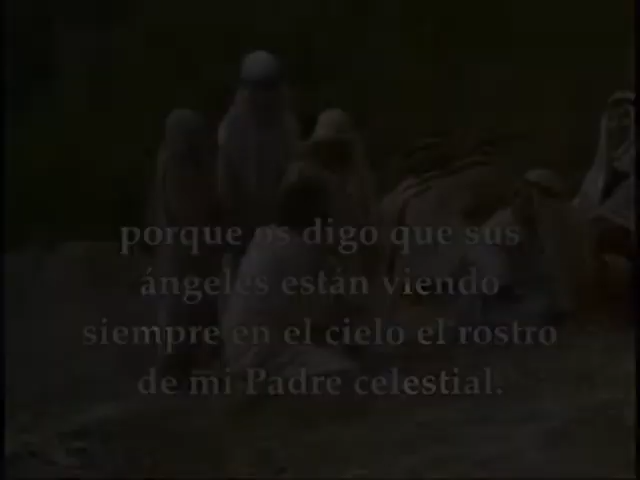 porque os digo que sus
ángeles están viendo
siempre en el cielo el rostro
de mi Padre celestial.